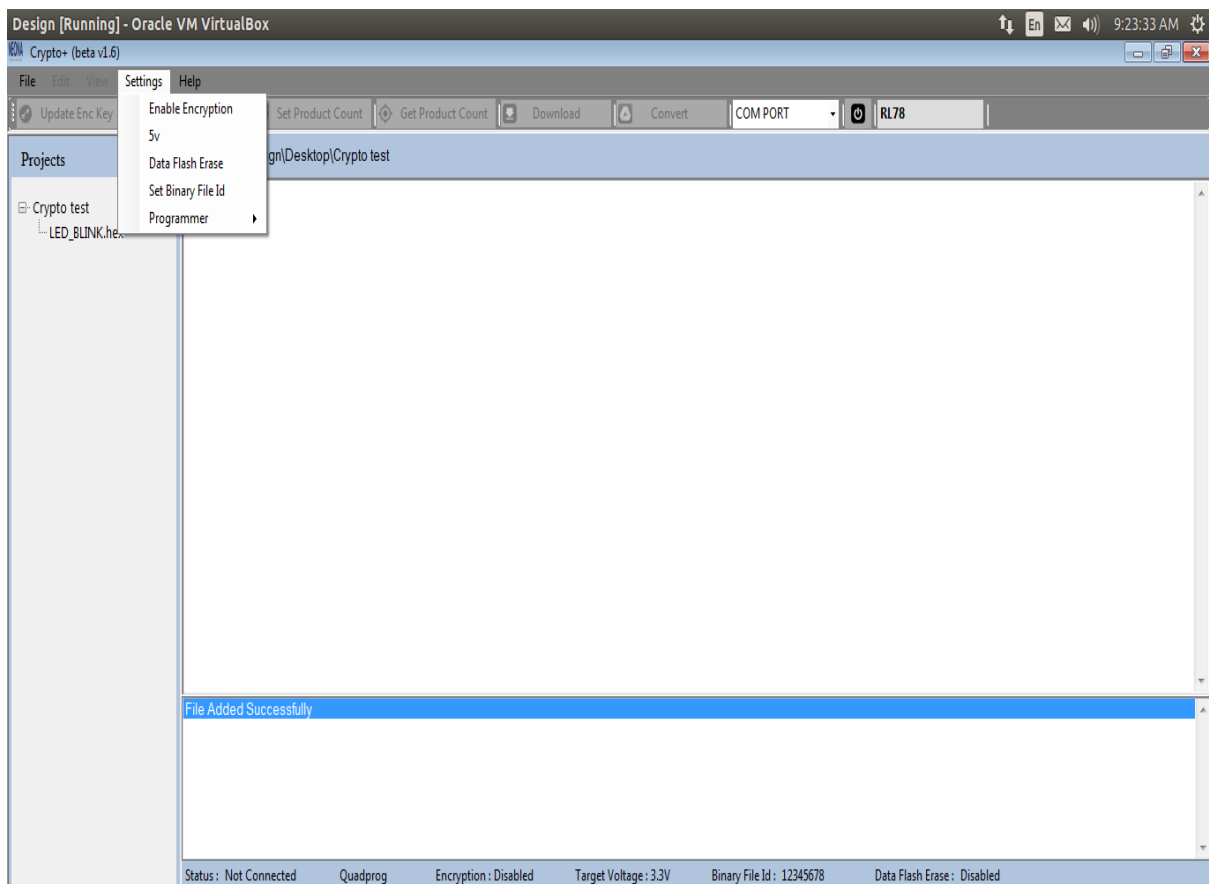 Design [Running] - Oracle VM VirtualBox En 9:23:33 AM
Crypto+ (beta v1.6)
File Edit View Settings Help
Update Enc Key Set Product Count Get Product Count Download Convert COM PORT RL78
Enable Encryption
5v
Data Flash Erase
Set Binary File Id
Programmer
Projects gn\Desktop\Crypto test
Crypto test
LED_BLINK.hex
File Added Successfully
Status : Not Connected Quadprog Encryption : Disabled Target Voltage : 3.3V Binary File Id : 12345678 Data Flash Erase : Disabled